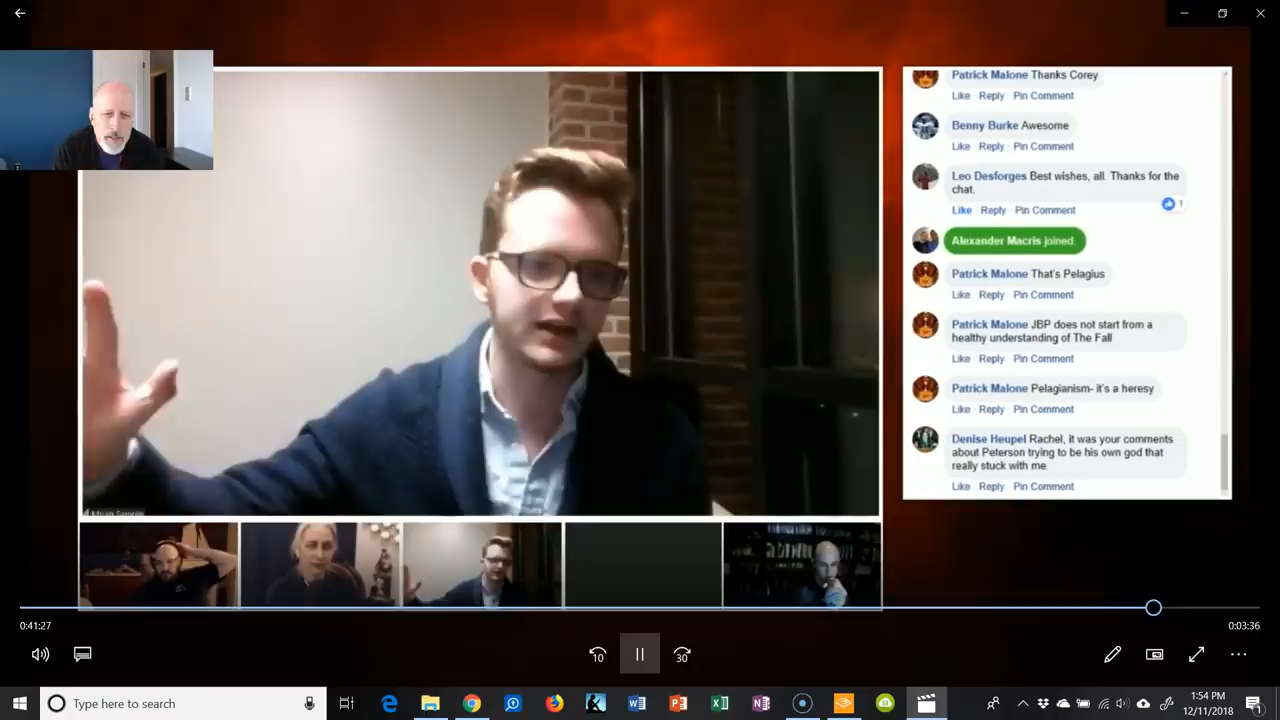 Patrick Malone Thanks Corey
Like Reply Pin Comment
Benny Burke Awesome
Like · Reply · Pin Comment
Leo Desforges Best wishes, all. Thanks for the
chat.
Like · Reply · Pin Comment
1
Alexander Macris joined.
Patrick Malone That's Pelagius
Like · Reply · Pin Comment
Patrick Malone JBP does not start from a
healthy understanding of The Fall
Like · Reply · Pin Comment
Patrick Malone Pelagianism- it's a heresy
Like · Reply · Pin Comment
Denise Heupel Rachel, it was your comments
about Peterson trying to be his own god that
really stuck with me.
Like · Reply · Pin Comment
0:41:27
0:03:36
10
30
Type here to search
1:54 PM
12/11/2018
1